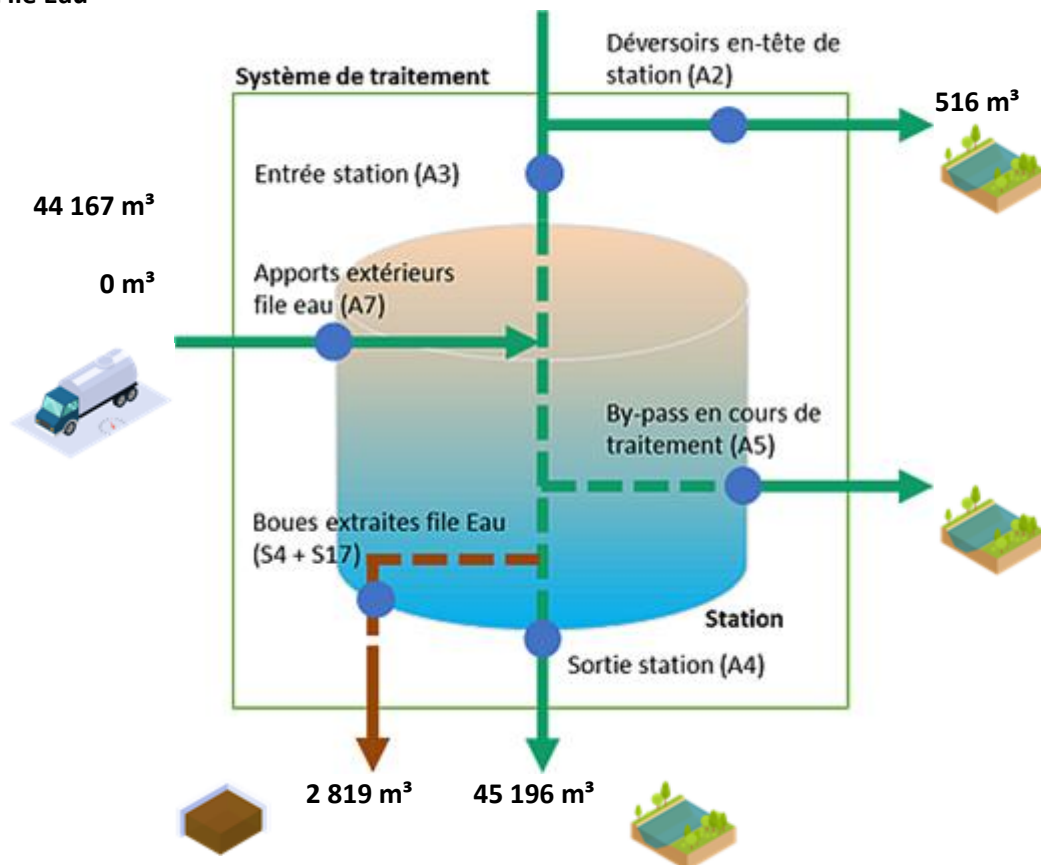 File Eau
Déversoirs en-tête de
station (A2)
Système de traitement
516 m³
Entrée station (A3)
44 167 m³
0 m³
Apports extérieurs
file eau (A7)
By-pass en cours de
traitement (A5)
Boues extraites file Eau
(S4 + S17)
Station
Sortie station (A4)
2 819 m³
45 196 m³